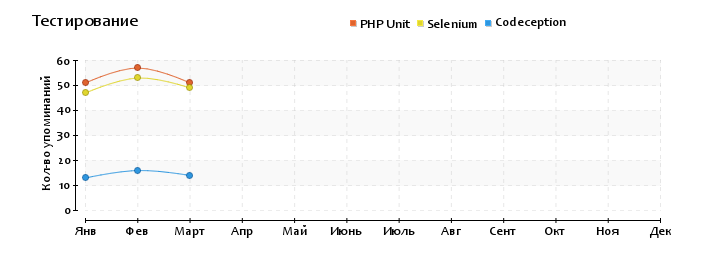 Тестирование
PHP Unit Selenium Codeception
Кол-во упоминаний
60
50
40
30
20
10
0
Янв Фев Март Апр Май Июнь Июль Авг Сент Окт Ноя Дек